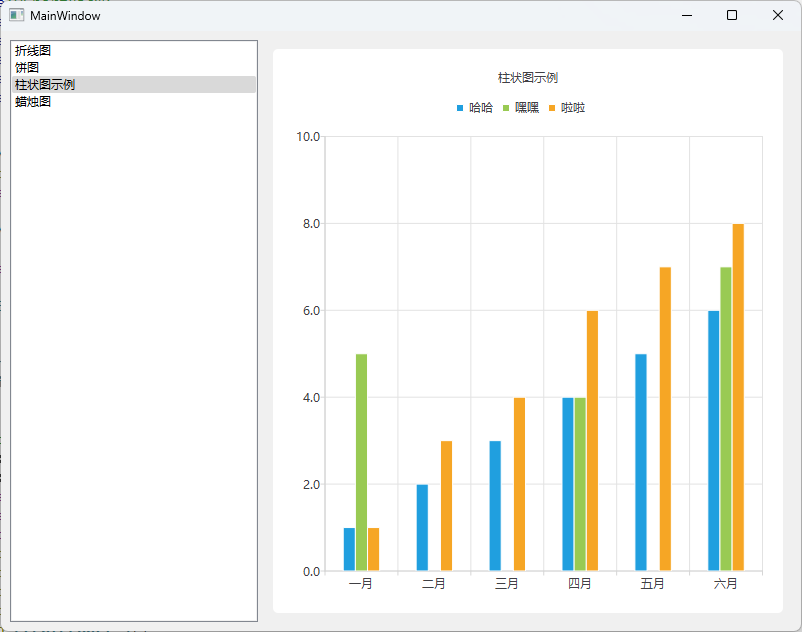 MainWindow
折线图
饼图
柱状图示例
蜡烛图
柱状图示例
哈哈 嘿嘿 啦啦
10.0
8.0
6.0
4.0
2.0
0.0
一月 二月 三月 四月 五月 六月